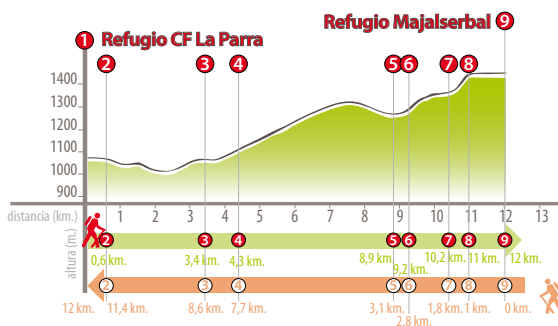 Refugio Majalserbal 9
1 Refugio CF La Parra
2 3 4 5 6 7 8
1400
1300
1200
1100
1000
900
distancia (km.) 1 2 3 4 5 6 7 8 9 10 11 12 13
altura (m.)
2 3 4 5 6 7 8 9
0,6 km. 3,4 km. 4,3 km. 8,9 km. 9,2 km. 10,2 km. 11 km. 12 km.
2 3 4 5 6 7 8 9
12 km. 11,4 km. 8,6 km. 7,7 km. 3,1 km. 2.8 km. 1,8 km. 1 km. 0 km.